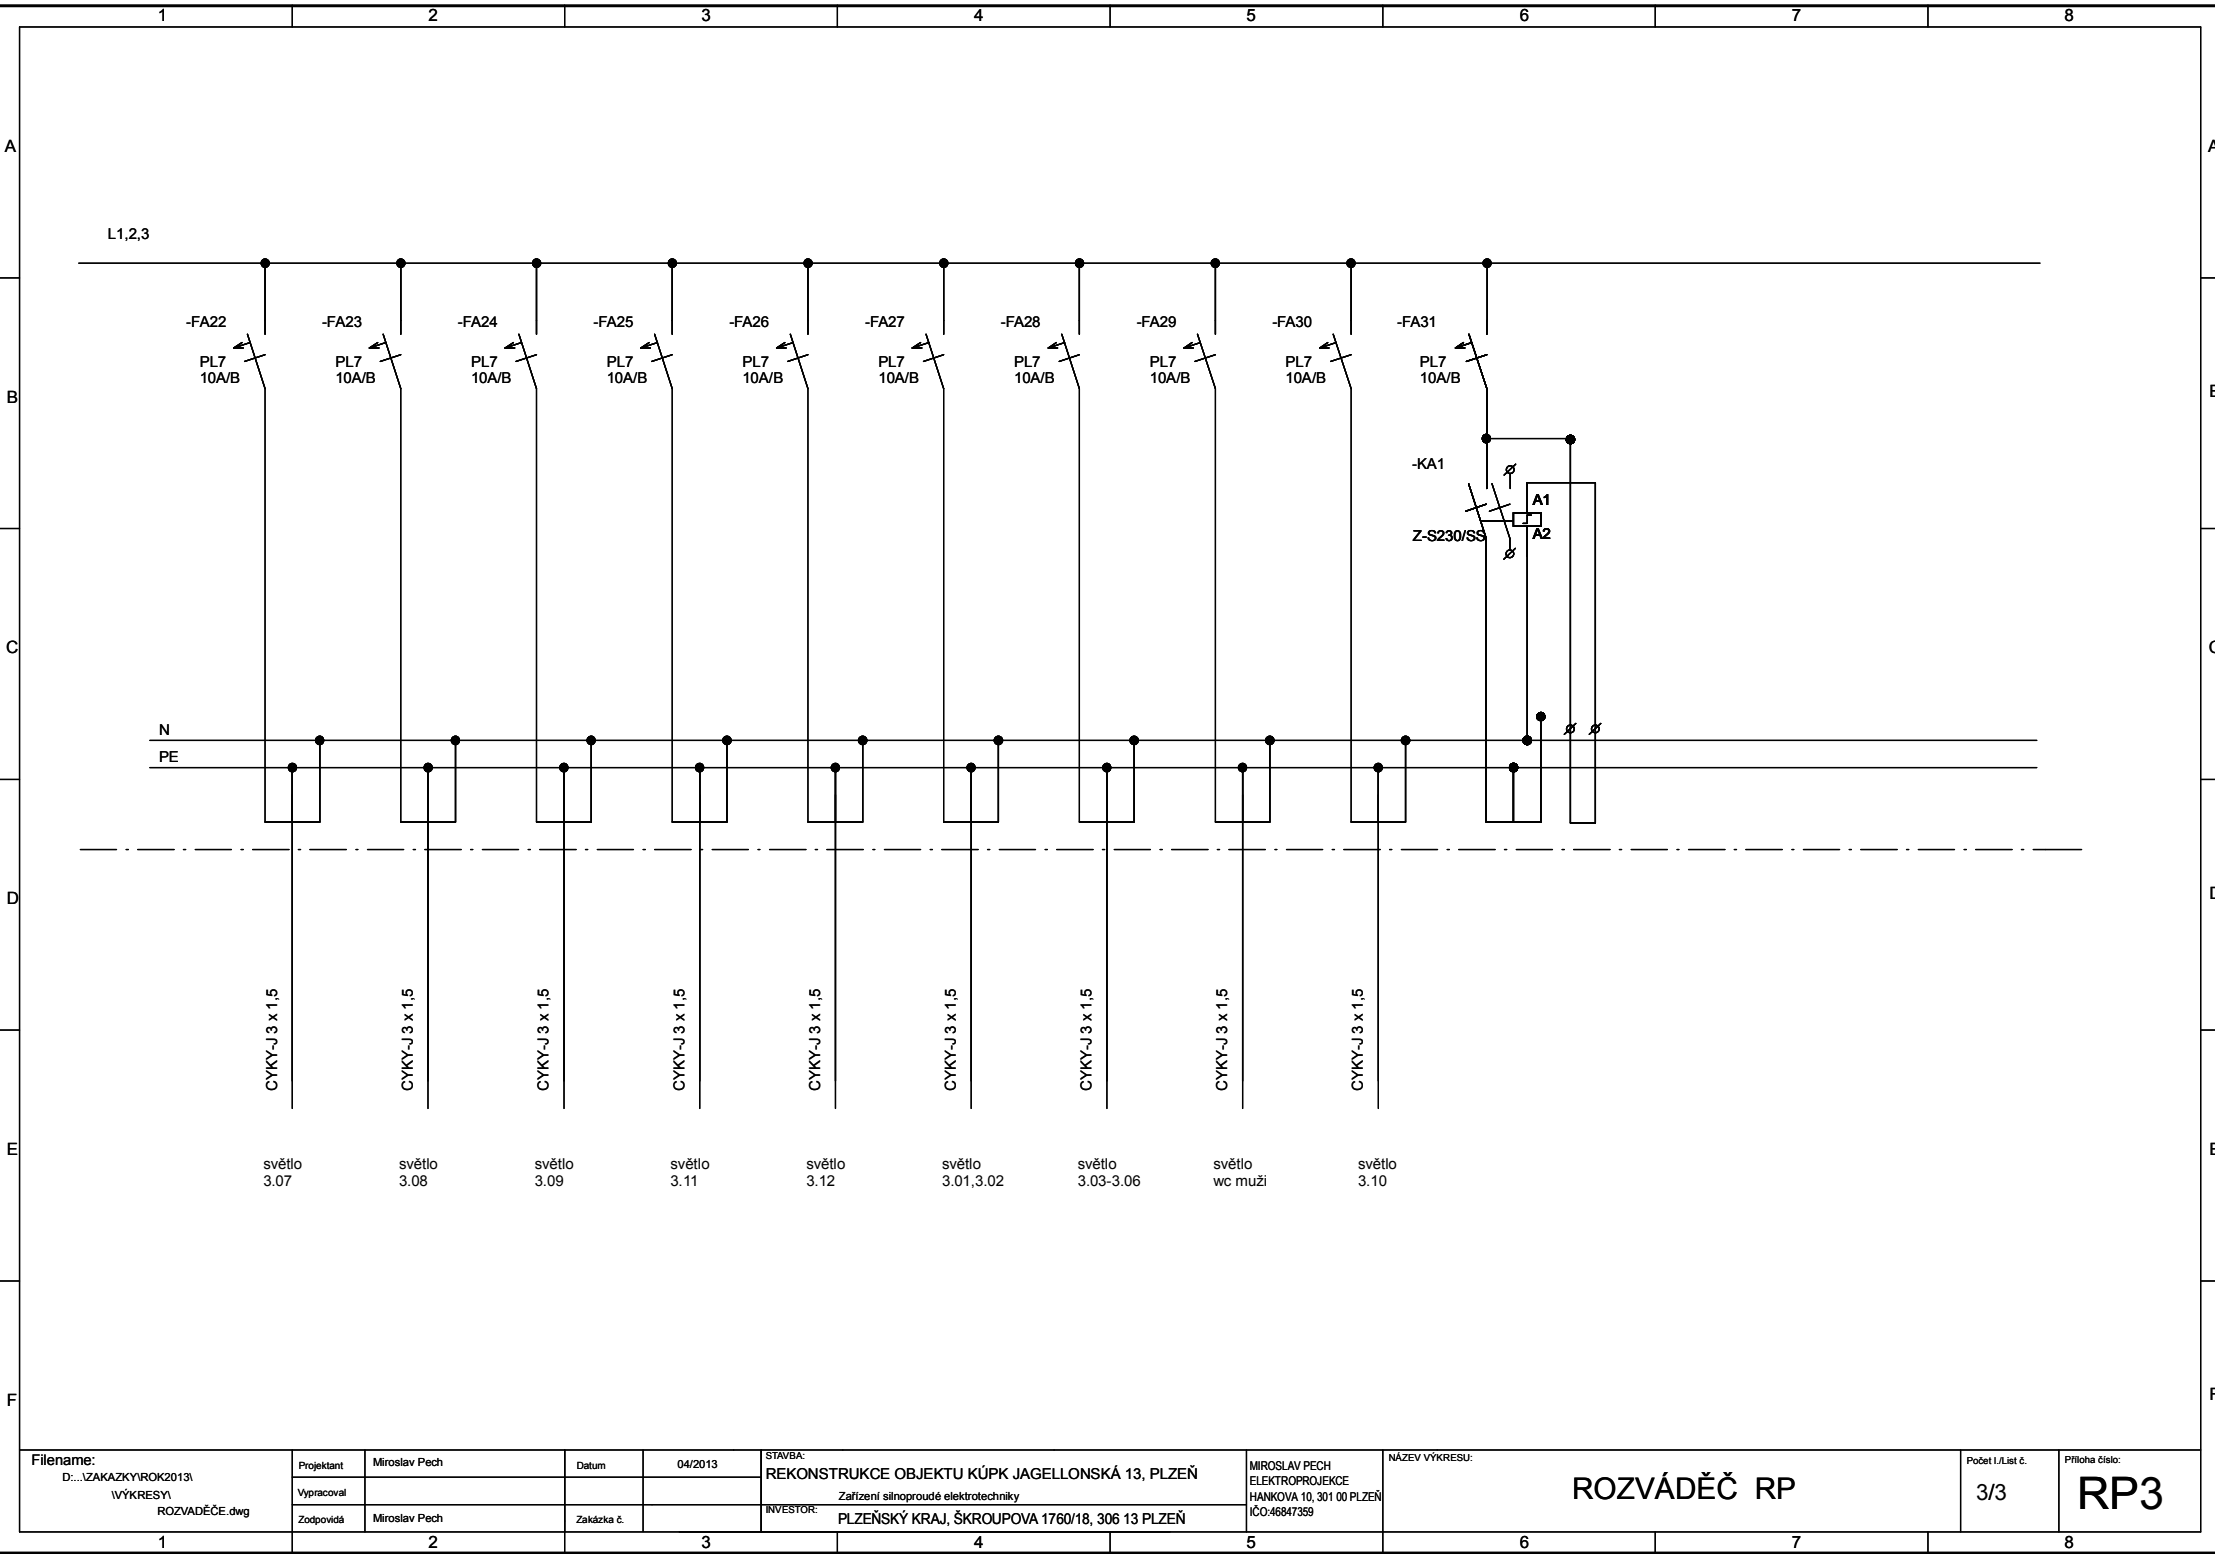 1 2 3 4 5 6 7 8
A
A
L1,2,3
-FA22 -FA23 -FA24 -FA25 -FA26 -FA27 -FA28 -FA29 -FA30 -FA31
PL7 PL7 PL7 PL7 PL7 PL7 PL7 PL7 PL7 PL7
10A/B 10A/B 10A/B 10A/B 10A/B 10A/B 10A/B 10A/B 10A/B 10A/B
B
-KA1
A1
Z-S230/SS A2
C
N
PE
D
CYKY-J 3 x 1,5 CYKY-J 3 x 1,5 CYKY-J 3 x 1,5 CYKY-J 3 x 1,5 CYKY-J 3 x 1,5 CYKY-J 3 x 1,5 CYKY-J 3 x 1,5 CYKY-J 3 x 1,5 CYKY-J 3 x 1,5
E
světlo světlo světlo světlo světlo světlo světlo světlo světlo
3.07 3.08 3.09 3.11 3.12 3.01,3.02 3.03-3.06 wc muži 3.10
F
Filename:
D:...\ZAKAZKY\ROK2013\
\VÝKRESY\
ROZVADĚČE.dwg
Projektant Miroslav Pech Datum 04/2013
Vypracoval
Zodpovídá Miroslav Pech Zakázka č.
STAVBA:
REKONSTRUKCE OBJEKTU KÚPK JAGELLONSKÁ 13, PLZEŇ
Zařízení silnoproudé elektrotechniky
INVESTOR:
PLZEŇSKÝ KRAJ, ŠKROUPOVA 1760/18, 306 13 PLZEŇ
MIROSLAV PECH
ELEKTROPROJEKCE
HANKOVA 10, 301 00 PLZEŇ
IČO:46847359
NÁZEV VÝKRESU:
ROZVÁDĚČ RP
Počet l./List č.
3/3
Příloha číslo:
RP3
1 2 3 4 5 6 7 8